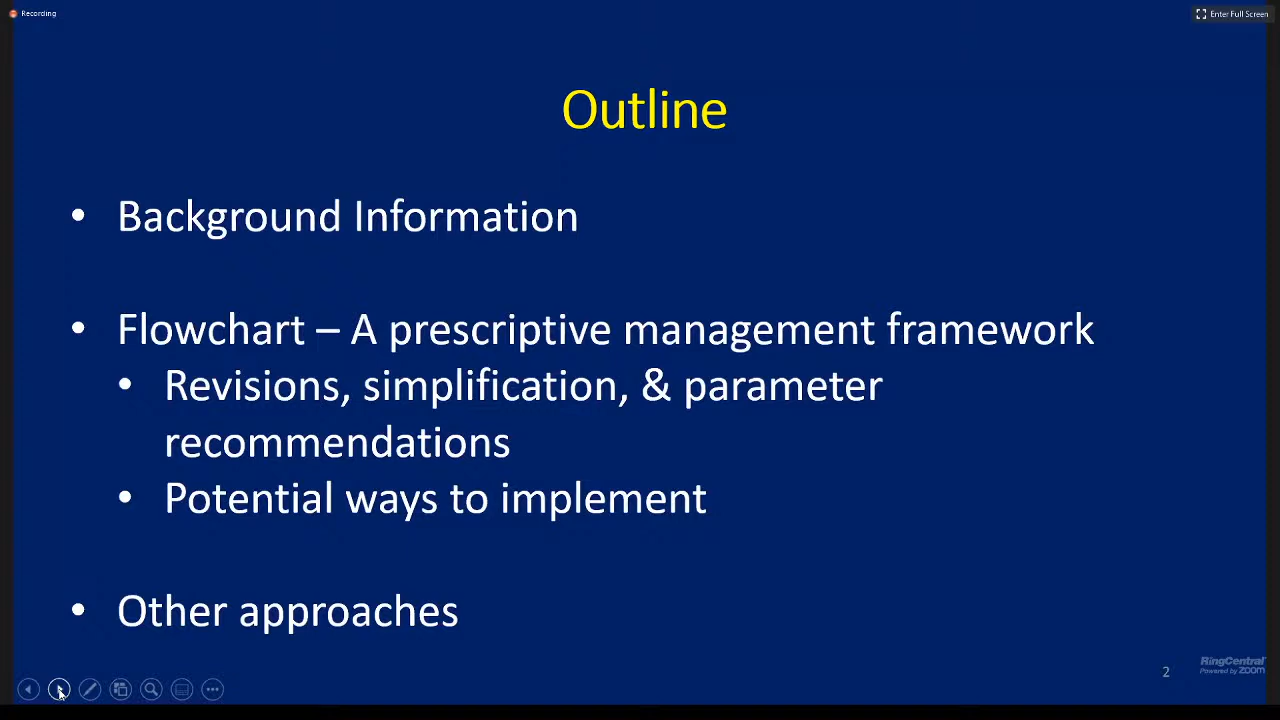 Recording
Enter Full Screen
Outline
• Background Information
• Flowchart – A prescriptive management framework
• Revisions, simplification, & parameter
recommendations
• Potential ways to implement
• Other approaches
RingCentral
Powered by ZOOM
2